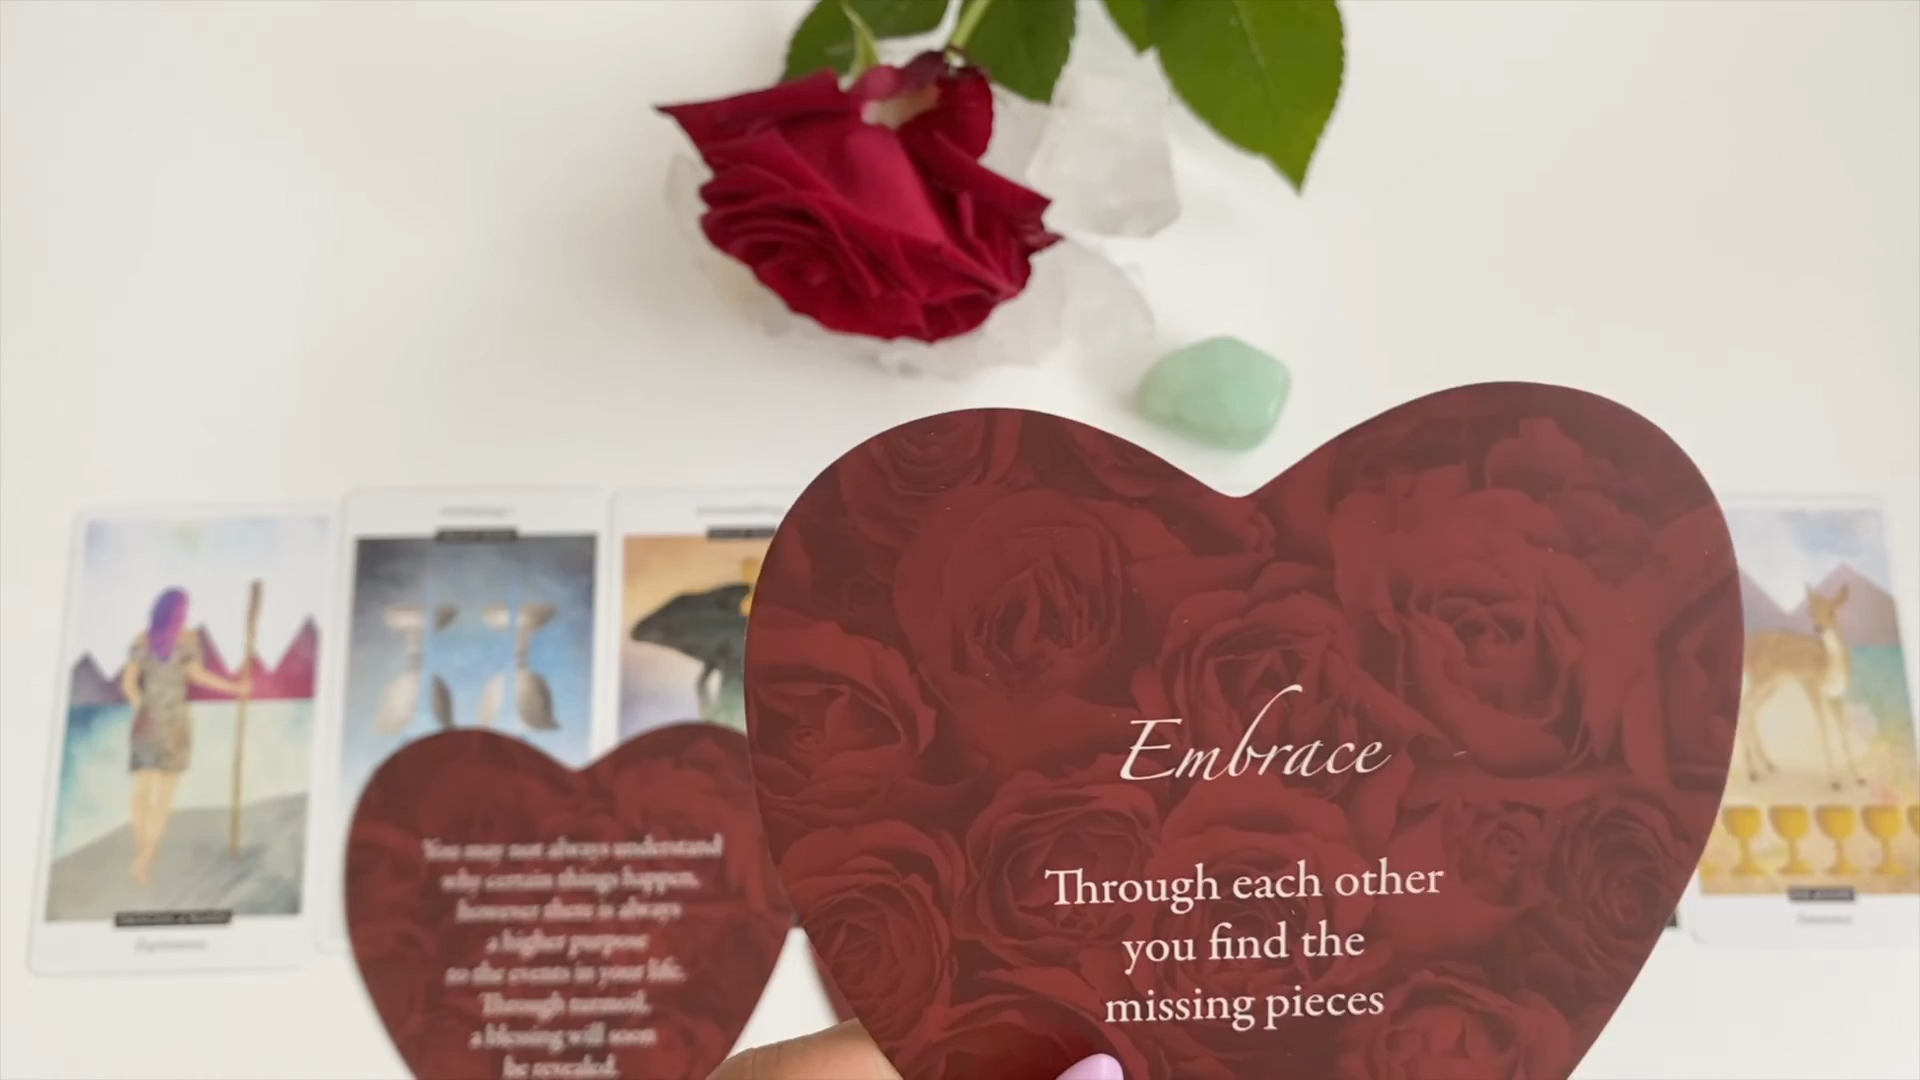 You may not always understand
why certain things happen,
however there is always
a higher purpose
to the events in your life.
Through turmoil,
a blessing will soon
be revealed.
Embrace
Through each other
you find the
missing pieces